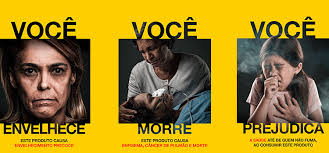 VOCÊ
ENVELHECE
ESTE PRODUTO CAUSA
ENVELHECIMENTO PRECOCE
VOCÊ
MORRE
ESTE PRODUTO CAUSA
ENFISEMA, CÂNCER DE PULMÃO E MORTE
VOCÊ
PREJUDICA
A SAÚDE ATÉ DE QUEM NÃO FUMA,
AO CONSUMIR ESTE PRODUTO